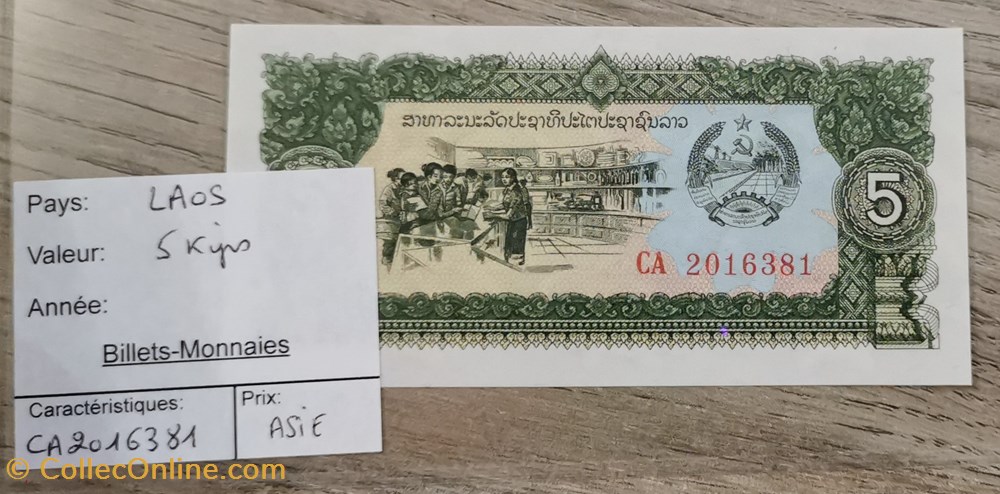 ສາທາລະນະລັດປະຊາທິປະໄຕປະຊາຊົນລາວ
5
CA 2016381
Pays: LAOS
Valeur: 5 Kips
Année:
Billets-Monnaies
Caractéristiques:
CA2016381
Prix:
ASiE
© CollecOnline.com